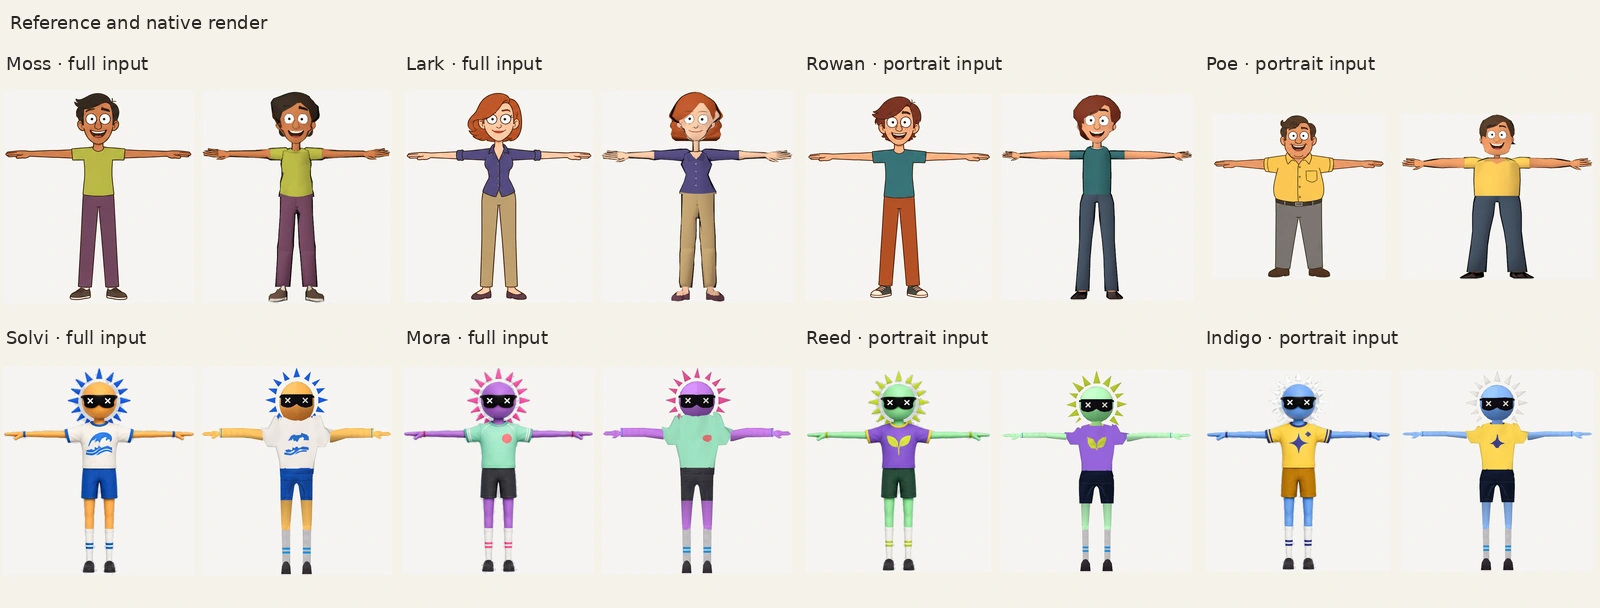 Reference and native render
Moss · full input
Lark · full input
Rowan · portrait input
Poe · portrait input
Solvi · full input
Mora · full input
Reed · portrait input
Indigo · portrait input